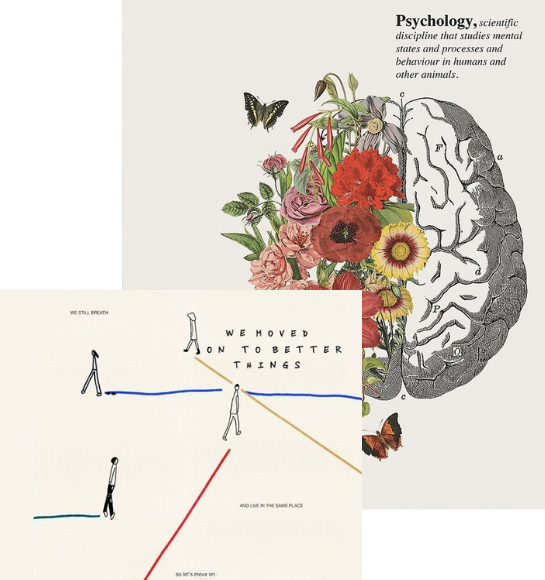 Psychology, scientific
discipline that studies mental
states and processes and
behaviour in humans and
other animals.
c
F
a
d
P
O
c
WE STILL BREATH
WE MOVED
ON TO BETTER
THINGS
AND LIVE IN THE SAME PLACE
so let's move on